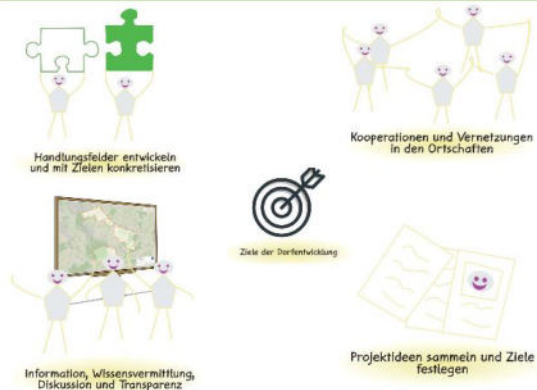 Handlungsfelder entwickeln
und mit Zielen konkretisieren
Kooperationen und Vernetzungen
in den Ortschaften
Ziele der Dorfentwicklung
Information, Wissensvermittlung,
Diskussion und Transparenz
Projektideen sammeln und Ziele
festlegen